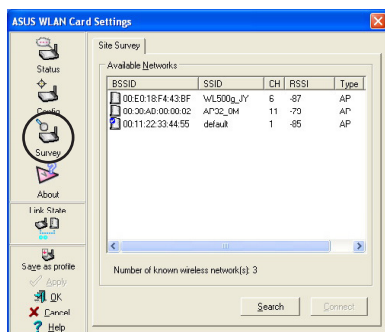 ASUS WLAN Card Settings
Status
Config
Survey
About
Link State
Save as profile
Apply
OK
Cancel
Help
Site Survey
Available Networks
BSSID SSID CH RSSI Type
00:E0:18:F4:43:BF WL500g_JY 6 -87 AP
00:30:AD:00:00:02 11 -79 AP
00:11:22:33:44:55 default 1 -85 AP
Number of known wireless network(s): 3
Search
Connect